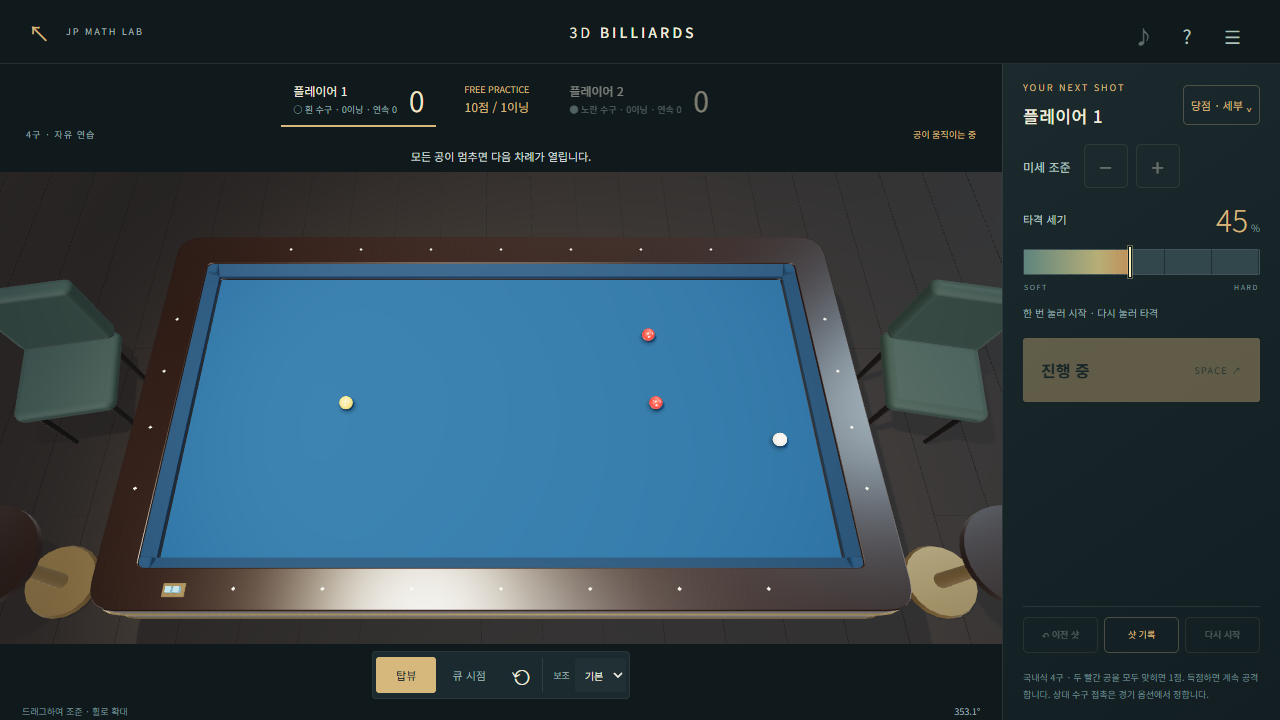 JP MATH LAB
3D BILLIARDS
?
플레이어 1
흰 수구 · 0이닝 · 연속 0
0
FREE PRACTICE
10점 / 1이닝
플레이어 2
노란 수구 · 0이닝 · 연속 0
0
4구 · 자유 연습
공이 움직이는 중
모든 공이 멈추면 다음 차례가 열립니다.
YOUR NEXT SHOT
플레이어 1
당점 · 세부
미세 조준
− +
타격 세기
45%
SOFT
HARD
한 번 눌러 시작 · 다시 눌러 타격
진행 중
SPACE ↗
↶ 이전 샷
샷 기록
다시 시작
국내식 4구 · 두 빨간 공을 모두 맞히면 1점. 득점하면 계속 공격
합니다. 상대 수구 접촉은 경기 옵션에서 정합니다.
탑뷰
큐 시점
보조
기본
드래그하여 조준 · 휠로 확대
353.1°